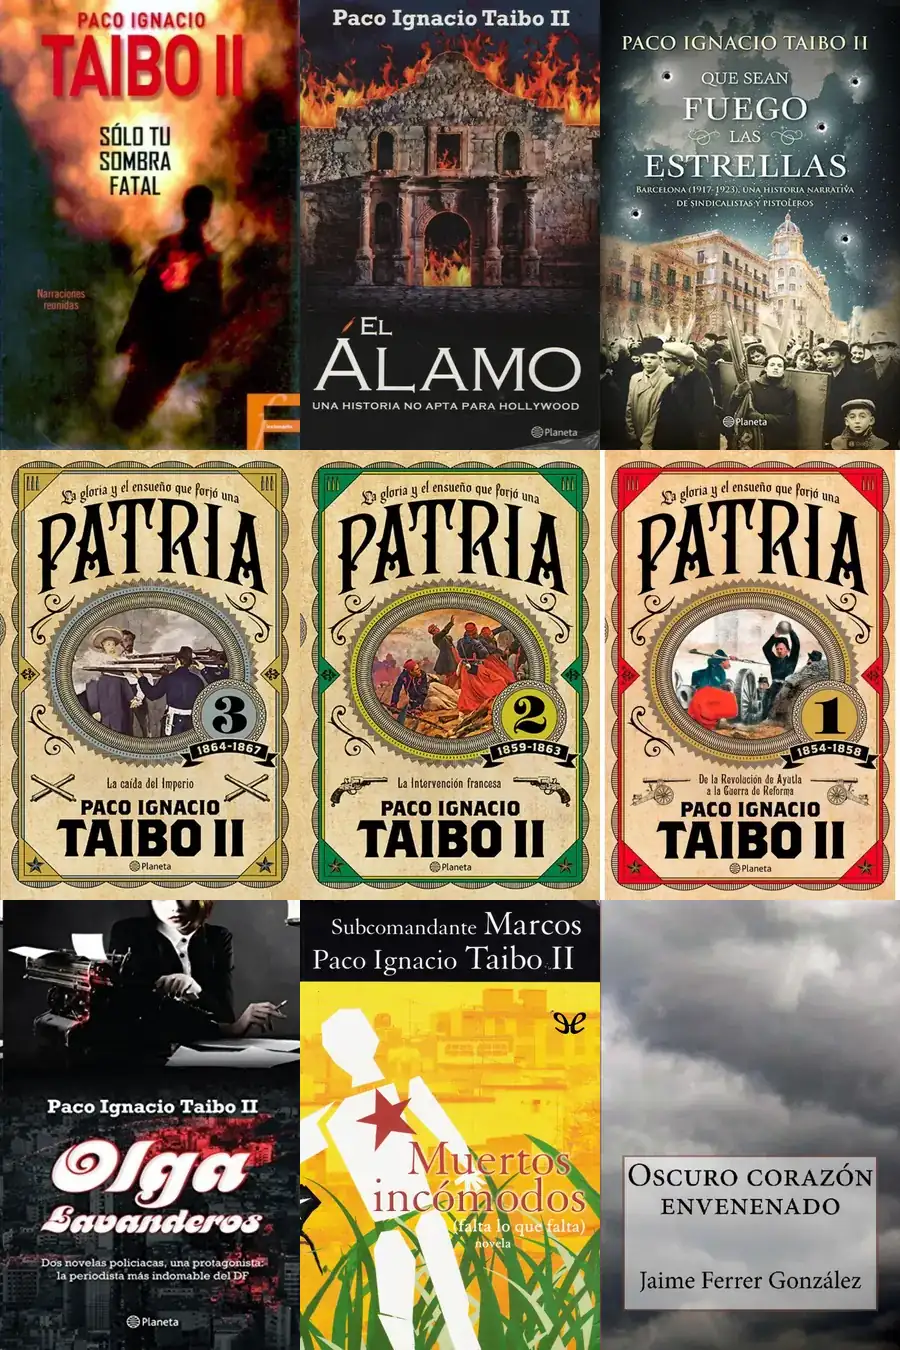 PACO IGNACIO
TAIBO II
SÓLO TU
SOMBRA
FATAL
Narraciones
reunidas
Paco Ignacio Taibo II
EL
ÁLAMO
UNA HISTORIA NO APTA PARA HOLLYWOOD
Planeta
PACO IGNACIO TAIBO II
QUE SEAN
FUEGO
LAS
ESTRELLAS
BARCELONA (1917-1923), UNA HISTORIA NARRATIVA
DE SINDICALISTAS Y PISTOLEROS
Planeta
La gloria y el ensueño que forjó una
PATRIA
3
1864-1867
La caída del Imperio
PACO IGNACIO
TAIBO II
Planeta
La gloria y el ensueño que forjó una
PATRIA
2
1859-1863
La Intervención francesa
PACO IGNACIO
TAIBO II
Planeta
La gloria y el ensueño que forjó una
PATRIA
1
1854-1858
De la Revolución de Ayutla
a la Guerra de Reforma
PACO IGNACIO
TAIBO II
Planeta
Paco Ignacio Taibo II
Olga
Lavanderos
Dos novelas policiacas, una protagonista:
la periodista más indomable del DF
Planeta
Subcomandante Marcos
Paco Ignacio Taibo II
Muertos
incómodos
(falta lo que falta)
novela
OSCURO CORAZÓN
ENVENENADO
Jaime Ferrer González